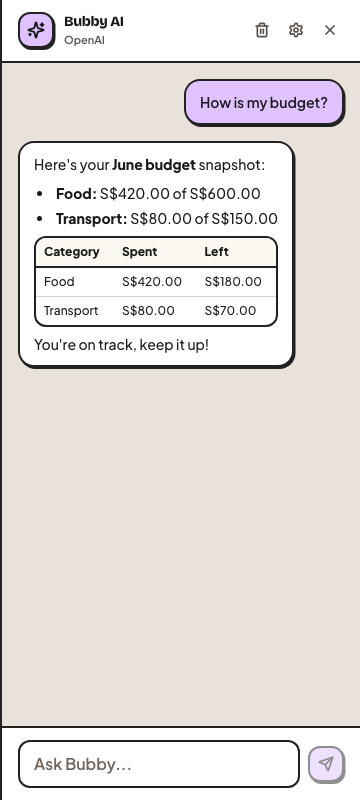 Bubby AI
OpenAI
How is my budget?
Here's your June budget snapshot:
• Food: S$420.00 of S$600.00
• Transport: S$80.00 of S$150.00
Category Spent Left
Food S$420.00 S$180.00
Transport S$80.00 S$70.00
You're on track, keep it up!
Ask Bubby...